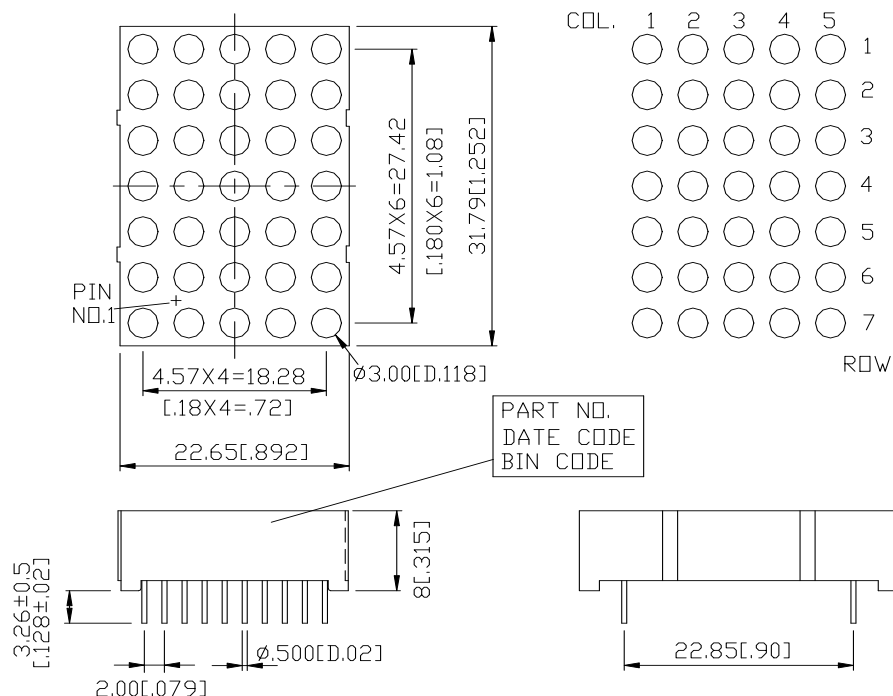 COL. 1 2 3 4 5
1
2
3
4
5
6
7
ROW
4.57X6=27.42
[.180X6=1.08]
31.79[1.252]
PIN
NO.1
⌀3.00[D.118]
4.57X4=18.28
[.18X4=.72]
22.65[.892]
PART NO.
DATE CODE
BIN CODE
8[.315]
3.26±0.5
[.128±.02]
⌀.500[D.02]
2.00[.079]
22.85[.90]